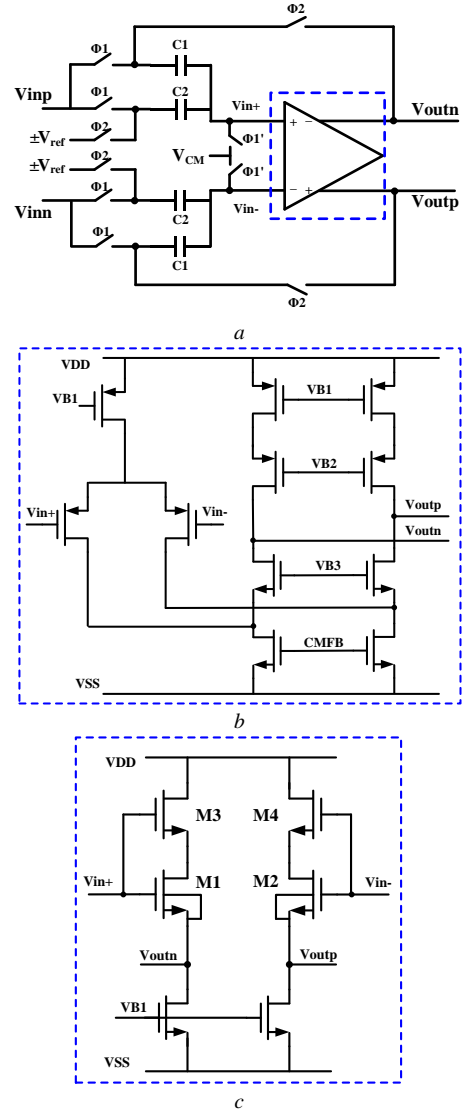 Φ2
C1
Φ1
Vinp
Φ1
C2
Vin+
Voutn
Φ2
Φ1'
±Vref
VCM
±Vref
Φ2
Φ1'
Φ1
Vinn
C2
Vin-
Voutp
Φ1
C1
Φ2
a
VDD
VB1
VB1
VB2
Vin+
Vin-
Voutp
Voutn
VB3
CMFB
VSS
b
VDD
M3
M4
M1
M2
Vin+
Vin-
Voutn
Voutp
VB1
VSS
c